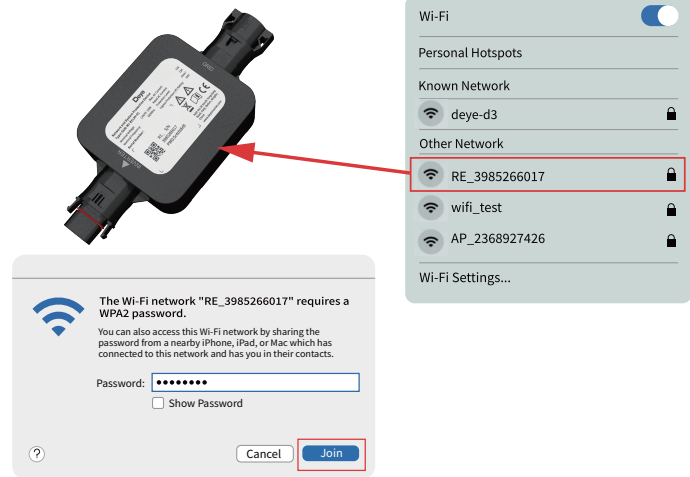 Deye
GRID
INVERTER
Wi-Fi
Personal Hotspots
Known Network
deye-d3
Other Network
RE_3985266017
wifi_test
AP_2368927426
Wi-Fi Settings...
The Wi-Fi network "RE_3985266017" requires a
WPA2 password.
You can also access this Wi-Fi network by sharing the
password from a nearby iPhone, iPad, or Mac which has
connected to this network and has you in their contacts.
Password:
Show Password
?
Cancel
Join